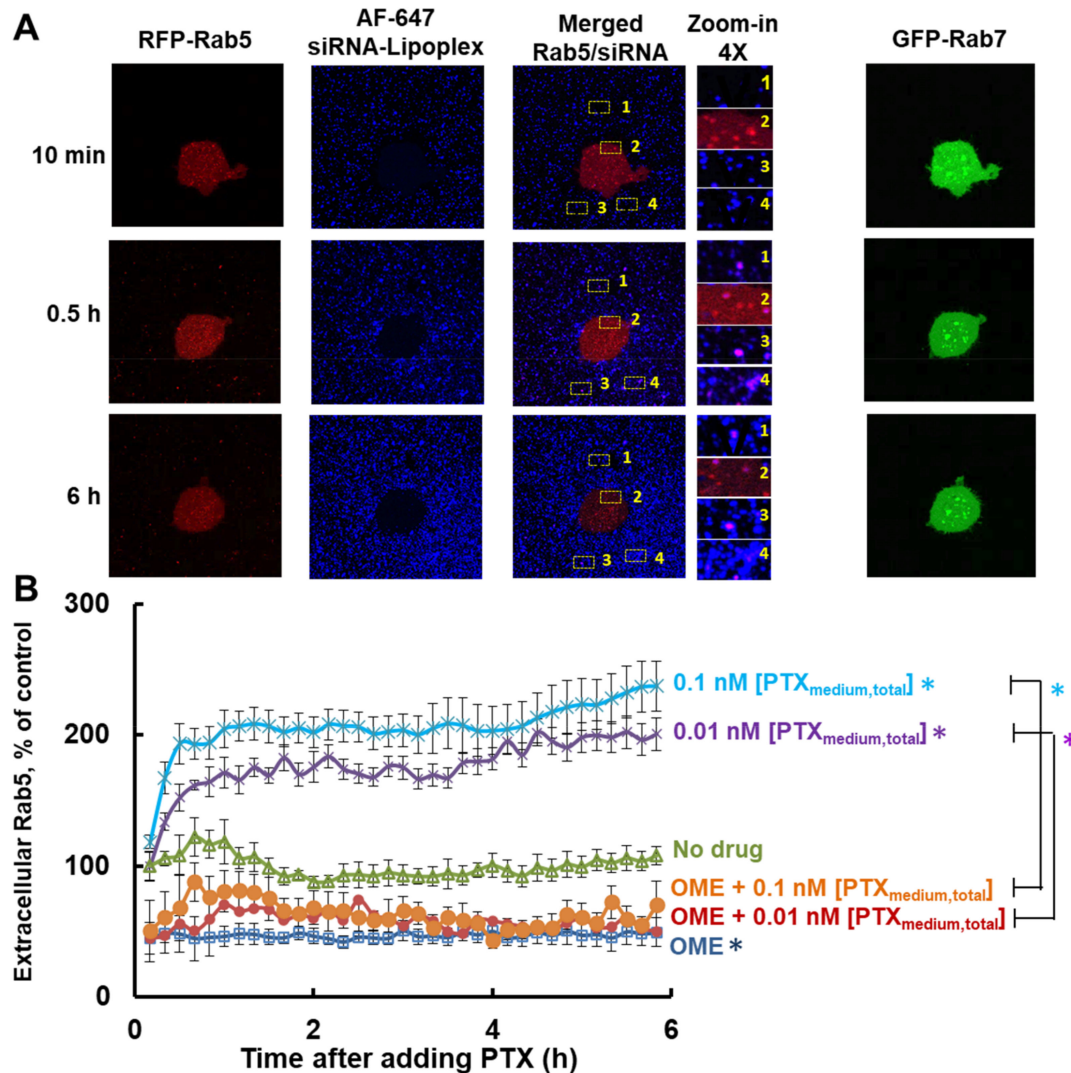 A
RFP-Rab5
AF-647
siRNA-Lipoplex
Merged
Rab5/siRNA
Zoom-in
4X
GFP-Rab7
10 min
1
2
3
4
1
2
3
4
0.5 h
1
2
3
4
1
2
3
4
6 h
1
2
3
4
1
2
3
4
B
Extracellular Rab5, % of control
300
200
100
0
0
2
4
6
Time after adding PTX (h)
0.1 nM [PTXmedium,total] *
*
0.01 nM [PTXmedium,total] *
*
No drug
OME + 0.1 nM [PTXmedium,total]
OME + 0.01 nM [PTXmedium,total]
OME *